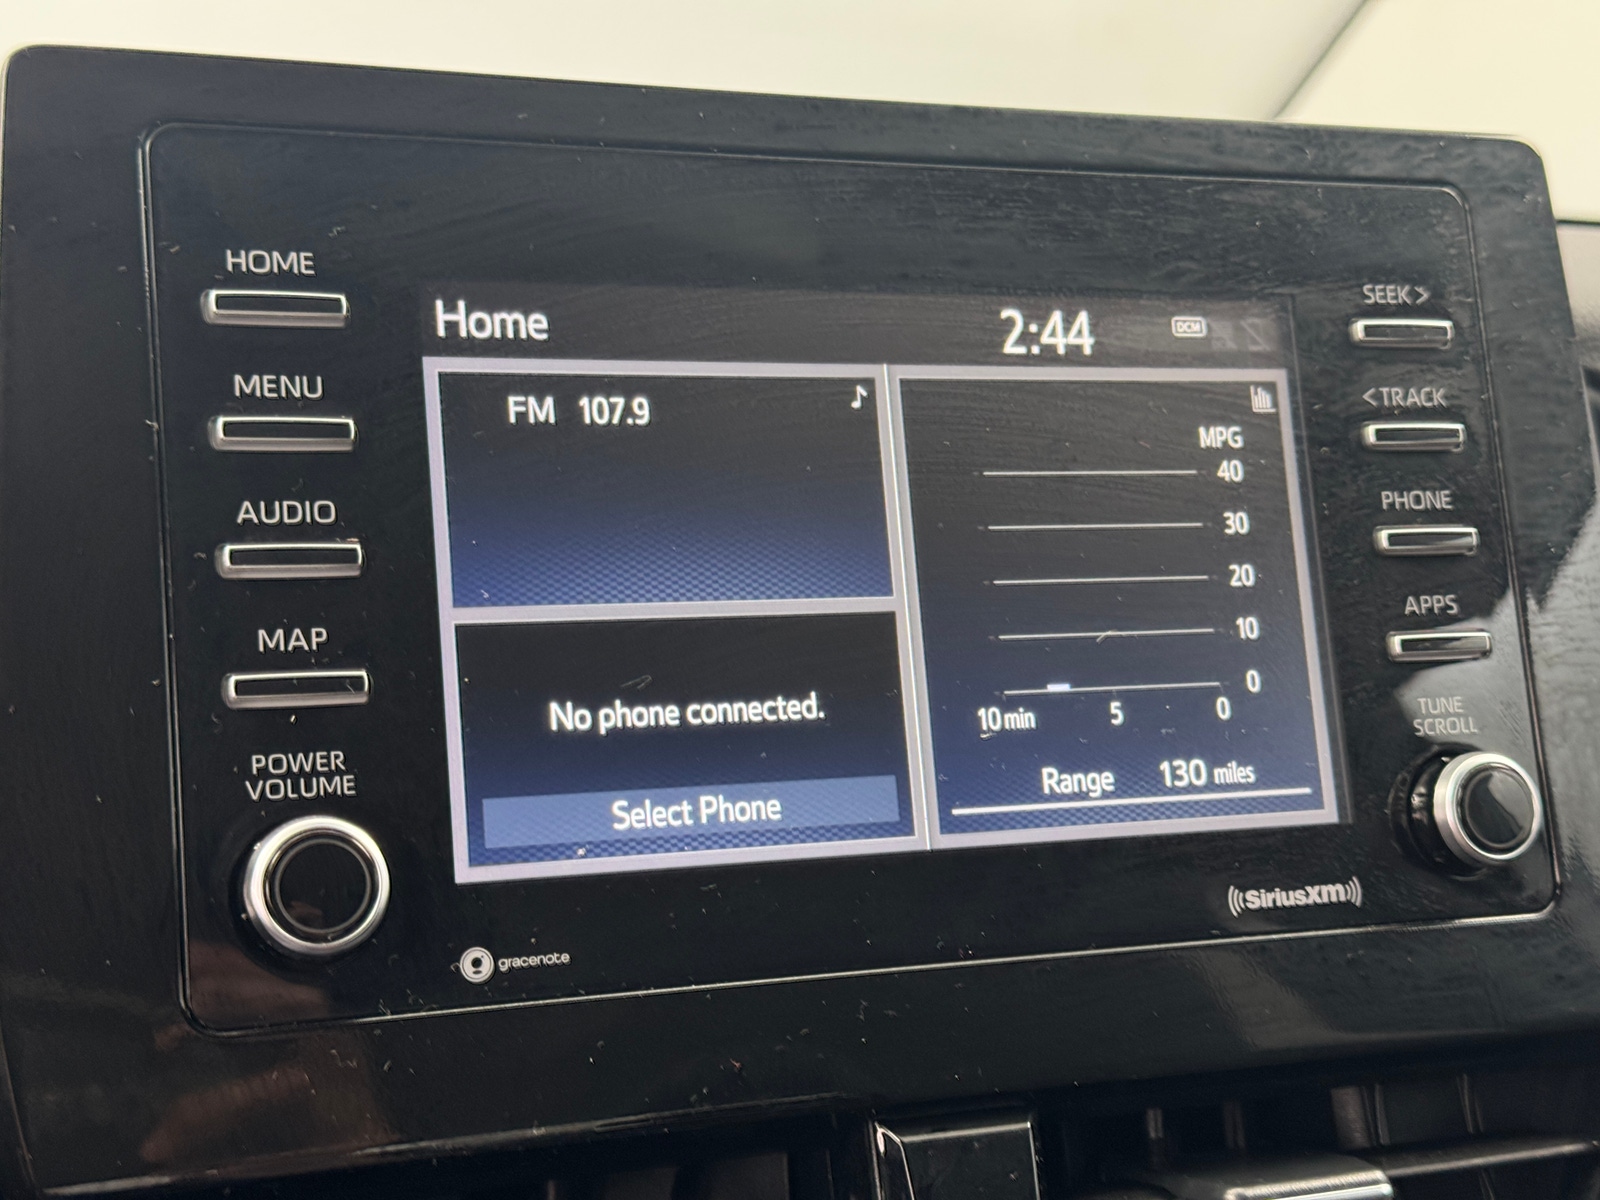 HOME
MENU
AUDIO
MAP
POWER
VOLUME
Home
2:44
DCM
FM 107.9
No phone connected.
Select Phone
MPG
40
30
20
10
0
10 min 5 0
Range 130 miles
SEEK >
< TRACK
PHONE
APPS
TUNE
SCROLL
gracenote
((SiriusXM))